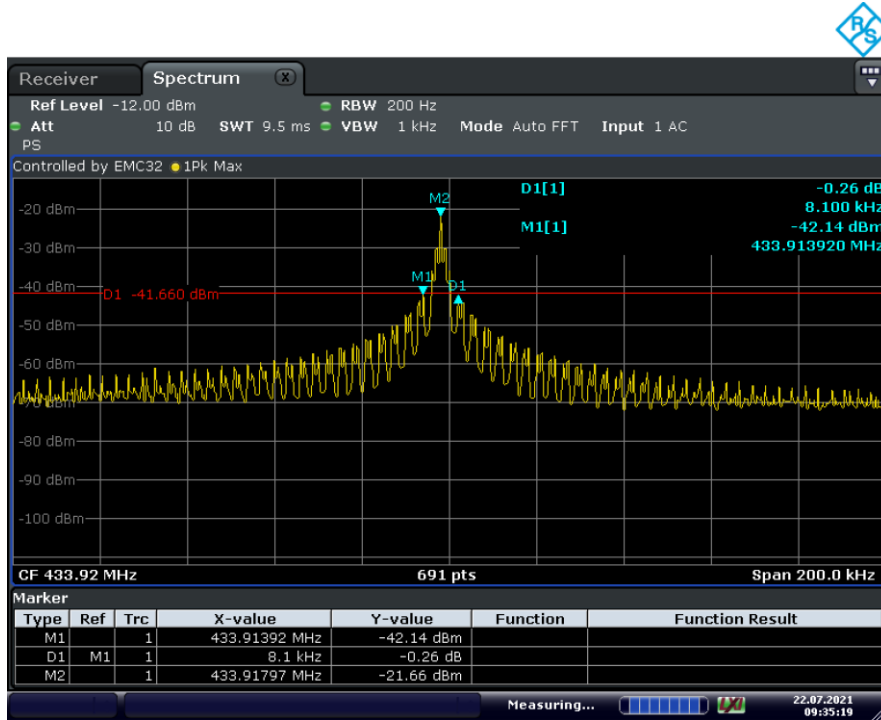 R&S
Receiver Spectrum X
Ref Level -12.00 dBm RBW 200 Hz
Att 10 dB SWT 9.5 ms VBW 1 kHz Mode Auto FFT Input 1 AC
PS
Controlled by EMC32 1Pk Max
D1[1] -0.26 dB
8.100 kHz
M1[1] -42.14 dBm
433.913920 MHz
M2
-20 dBm
-30 dBm
M1
D1
-40 dBm
D1 -41.660 dBm
-50 dBm
-60 dBm
-70 dBm
-80 dBm
-90 dBm
-100 dBm
CF 433.92 MHz 691 pts Span 200.0 kHz
Marker
Type Ref Trc X-value Y-value Function Function Result
M1 1 433.91392 MHz -42.14 dBm
D1 M1 1 8.1 kHz -0.26 dB
M2 1 433.91797 MHz -21.66 dBm
Measuring... LXI 22.07.2021
09:35:19